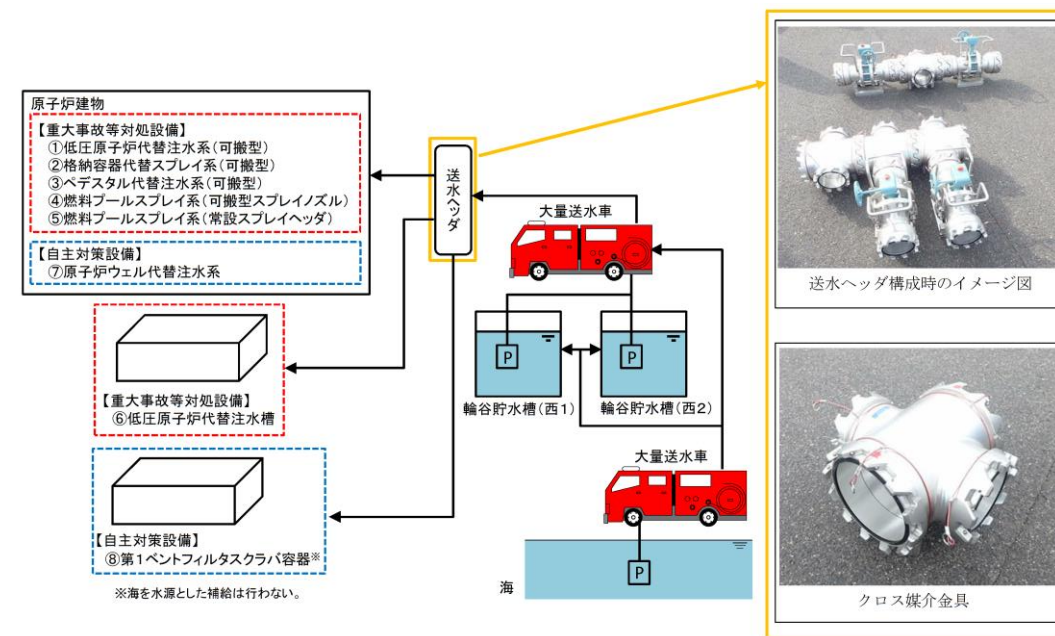 原子炉建物
【重大事故等対処設備】
①低圧原子炉代替注水系(可搬型)
②格納容器代替スプレイ系(可搬型)
③ペデスタル代替注水系(可搬型)
④燃料プールスプレイ系(可搬型スプレイノズル)
⑤燃料プールスプレイ系(常設スプレイヘッダ)
【自主対策設備】
⑦原子炉ウェル代替注水系
【重大事故等対処設備】
⑥低圧原子炉代替注水槽
【自主対策設備】
⑧第1ベントフィルタスクラバ容器※
※海を水源とした補給は行わない。
送水ヘッダ
大量送水車
P
P
輪谷貯水槽(西1)
輪谷貯水槽(西2)
大量送水車
P
海
送水ヘッダ構成時のイメージ図
クロス媒介金具